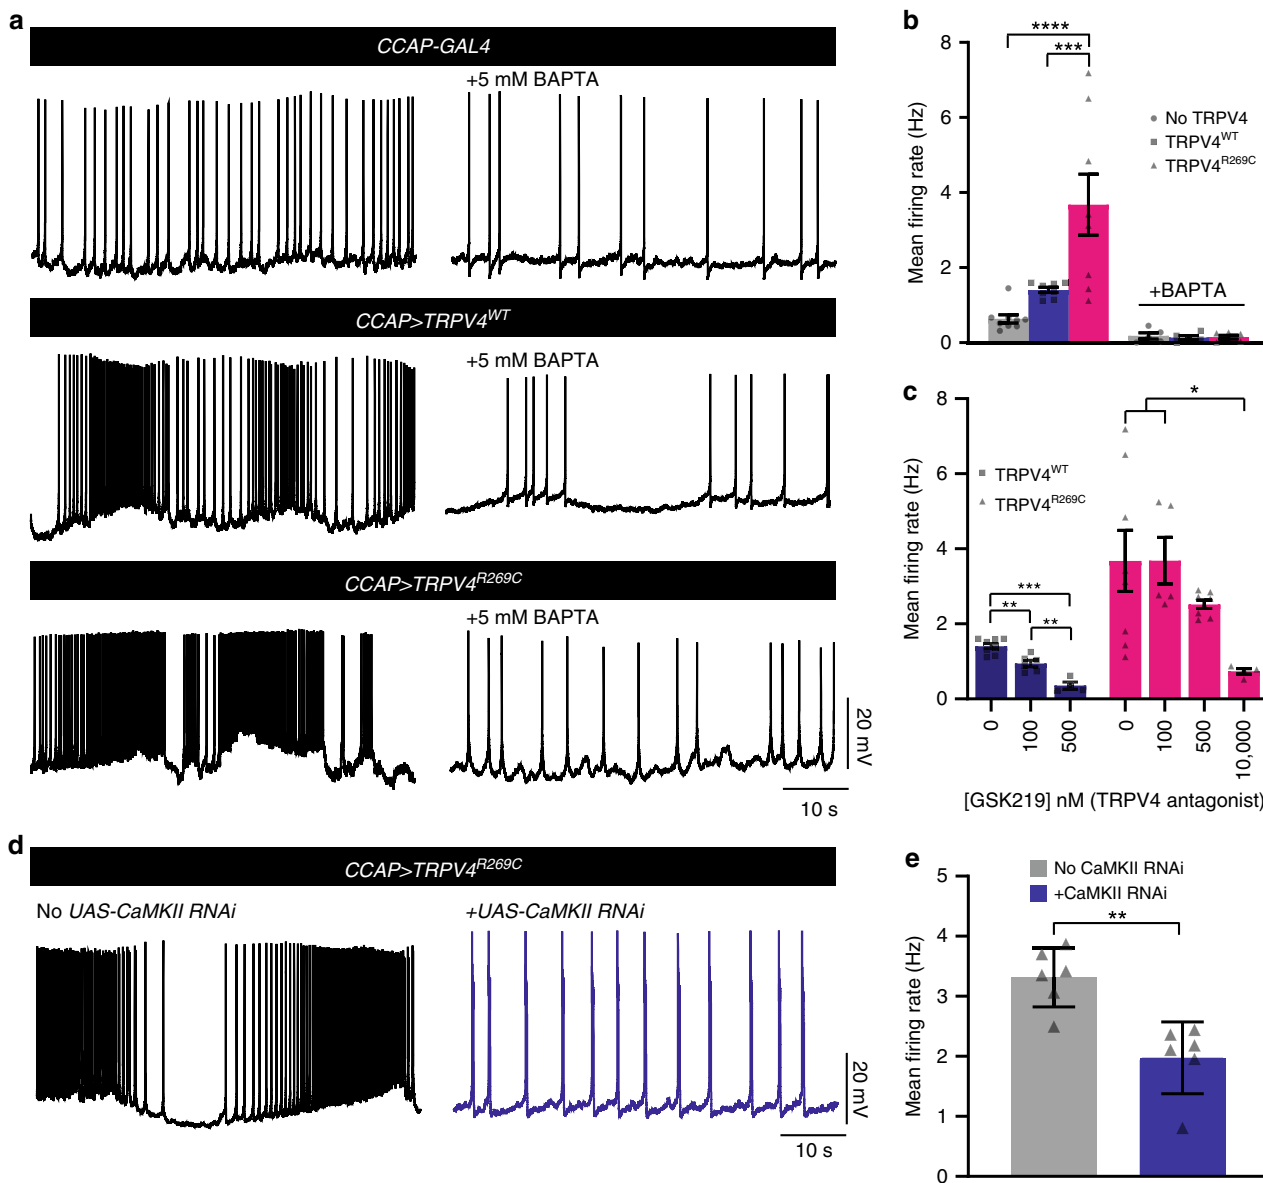 a
CCAP-GAL4
+5 mM BAPTA
CCAP>TRPV4WT
+5 mM BAPTA
CCAP>TRPV4R269C
+5 mM BAPTA
20 mV
10 s
b
Mean firing rate (Hz)
8
6
4
2
0
****
***
No TRPV4
TRPV4WT
TRPV4R269C
+BAPTA
c
Mean firing rate (Hz)
8
6
4
2
0
*
TRPV4WT
TRPV4R269C
***
**
**
0
100
500
0
100
500
10,000
[GSK219] nM (TRPV4 antagonist)
d
CCAP>TRPV4R269C
No UAS-CaMKII RNAi
+UAS-CaMKII RNAi
20 mV
10 s
e
Mean firing rate (Hz)
5
4
3
2
1
0
No CaMKII RNAi
+CaMKII RNAi
**